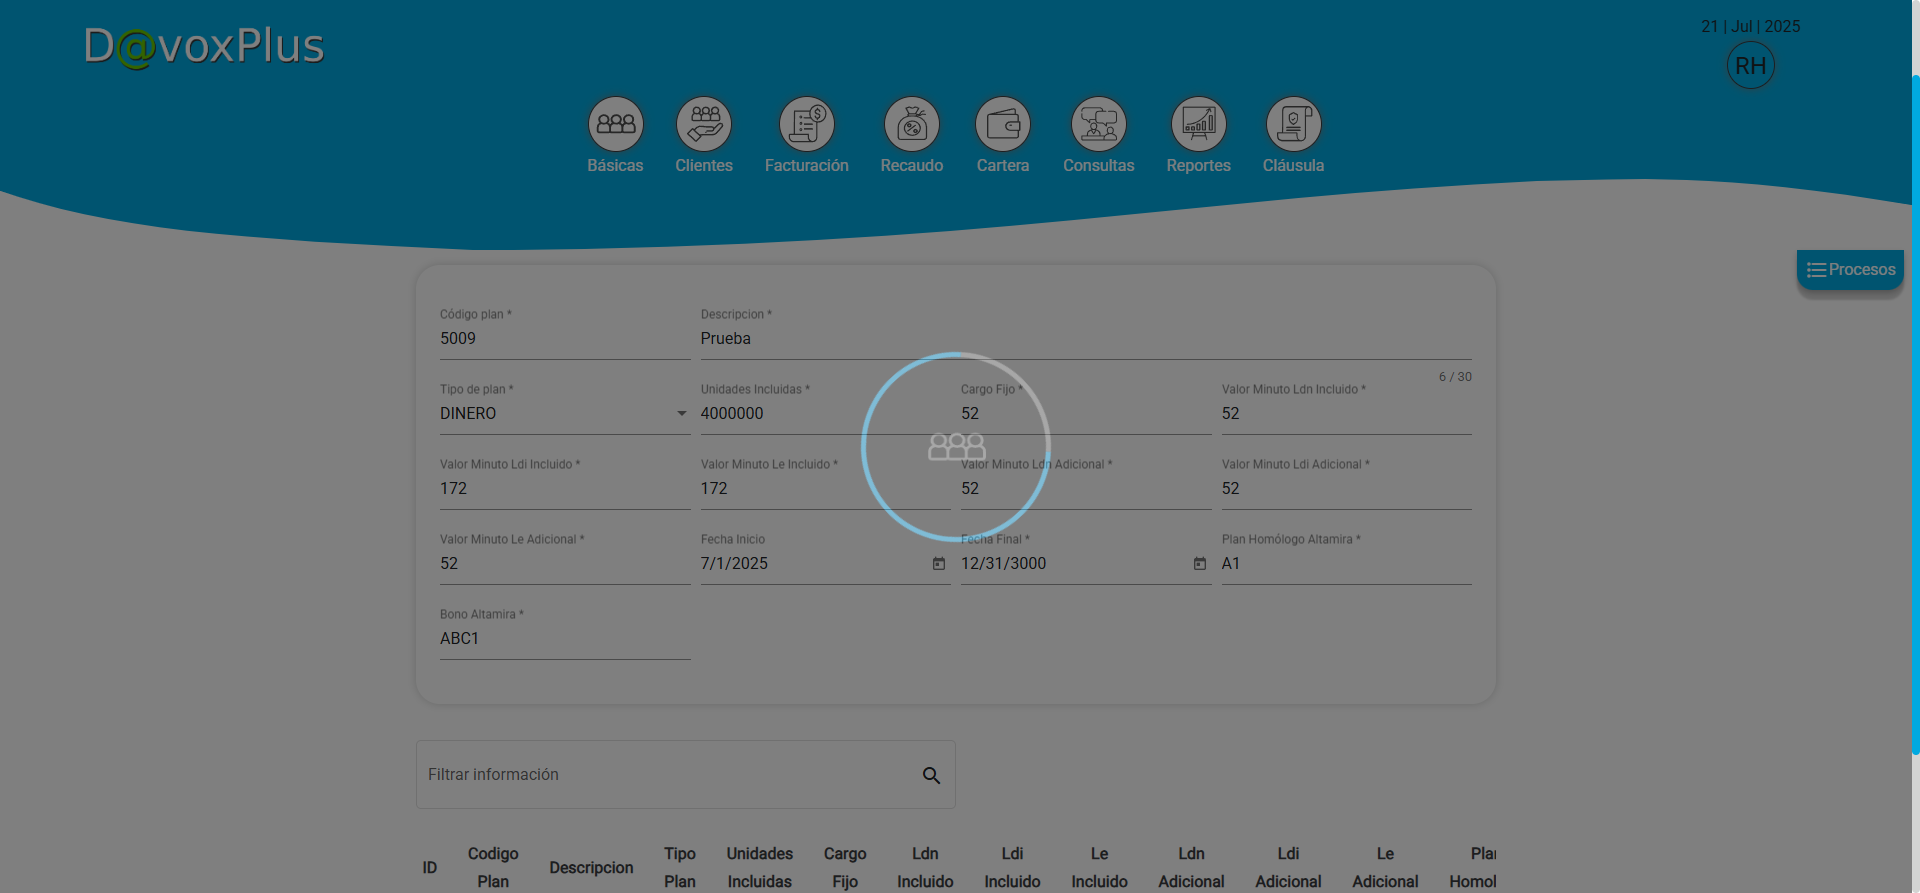 D@voxPlus
21 | Jul | 2025
RH
Básicas
Clientes
Facturación
Recaudo
Cartera
Consultas
Reportes
Cláusula
Procesos
Código plan *
5009
Descripcion *
Prueba
6 / 30
Tipo de plan *
DINERO
Unidades Incluidas *
4000000
Cargo Fijo *
52
Valor Minuto Ldn Incluido *
52
Valor Minuto Ldi Incluido *
172
Valor Minuto Le Incluido *
172
Valor Minuto Ldn Adicional *
52
Valor Minuto Ldi Adicional *
52
Valor Minuto Le Adicional *
52
Fecha Inicio
7/1/2025
Fecha Final *
12/31/3000
Plan Homólogo Altamira *
A1
Bono Altamira *
ABC1
Filtrar información
ID
Codigo
Plan
Descripcion
Tipo
Plan
Unidades
Incluidas
Cargo
Fijo
Ldn
Incluido
Ldi
Incluido
Le
Incluido
Ldn
Adicional
Ldi
Adicional
Le
Adicional
Plan
Homol